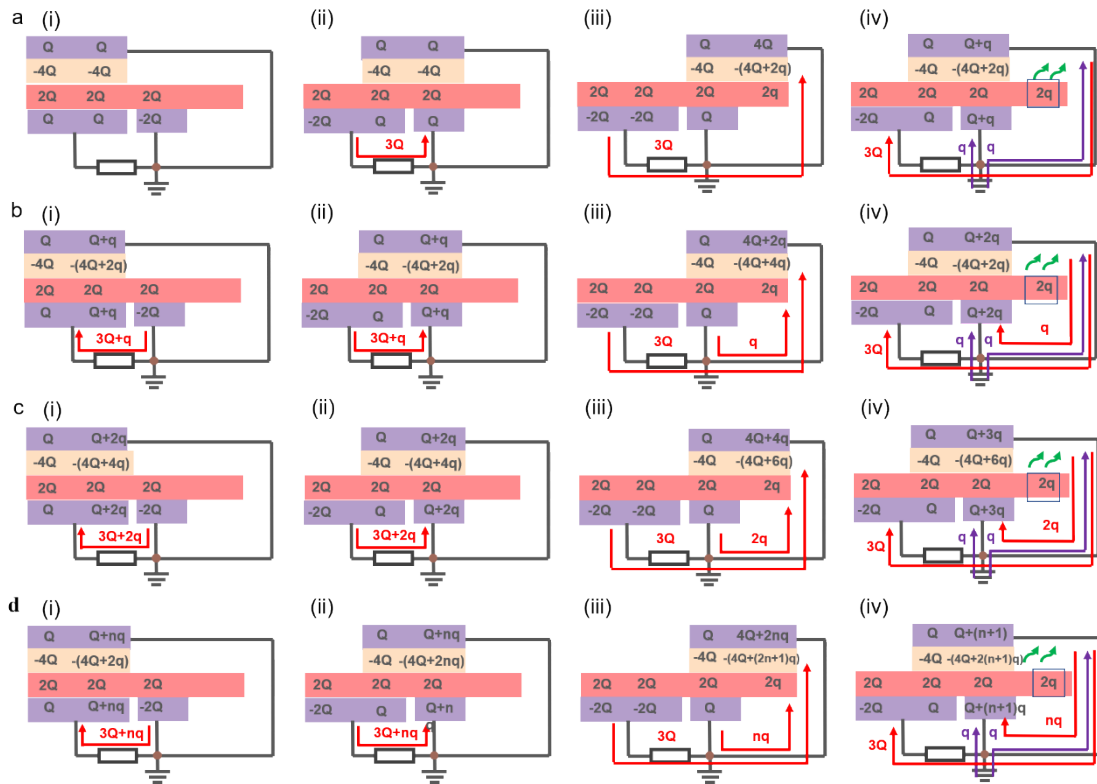 a (i) (ii) (iii) (iv)
Q Q Q Q Q 4Q Q Q+q
-4Q -4Q -4Q -4Q -4Q -(4Q+2q) -4Q -(4Q+2q)
2Q 2Q 2Q 2Q 2Q 2Q 2Q 2Q 2Q 2q 2Q 2Q 2Q 2q
Q Q -2Q -2Q Q Q -2Q -2Q Q -2Q Q Q+q
3Q 3Q 3Q q q
b (i) (ii) (iii) (iv)
Q Q+q Q Q+q 4Q+2q Q Q+2q
-4Q -(4Q+2q) -4Q -(4Q+2q) -4Q -(4Q+4q) -4Q -(4Q+2q)
2Q 2Q 2Q 2Q 2Q 2Q 2Q 2Q 2Q 2q 2Q 2Q 2Q 2q
Q Q+q -2Q -2Q Q Q+q -2Q -2Q Q -2Q Q Q+2q
3Q+q 3Q+q 3Q q 3Q q q q
c (i) (ii) (iii) (iv)
Q Q+2q Q Q+2q 4Q+4q Q Q+3q
-4Q -(4Q+4q) -4Q -(4Q+4q) -4Q -(4Q+6q) -4Q -(4Q+6q)
2Q 2Q 2Q 2Q 2Q 2Q 2Q 2Q 2Q 2q 2Q 2Q 2Q 2q
Q Q+2q -2Q -2Q Q Q+2q -2Q -2Q Q -2Q Q Q+3q
3Q+2q 3Q+2q 3Q 2q 3Q q q 2q
d (i) (ii) (iii) (iv)
Q Q+nq Q Q+nq 4Q+2nq Q Q+(n+1)
-4Q -(4Q+2q) -4Q -(4Q+2nq) -4Q -(4Q+(2n+1)q) -4Q -(4Q+2(n+1)q)
2Q 2Q 2Q 2Q 2Q 2Q 2Q 2Q 2Q 2q 2Q 2Q 2Q 2q
Q Q+nq -2Q -2Q Q Q+n -2Q -2Q Q -2Q Q Q+(n+1)q
q
3Q+nq 3Q+nq 3Q nq 3Q q q nq